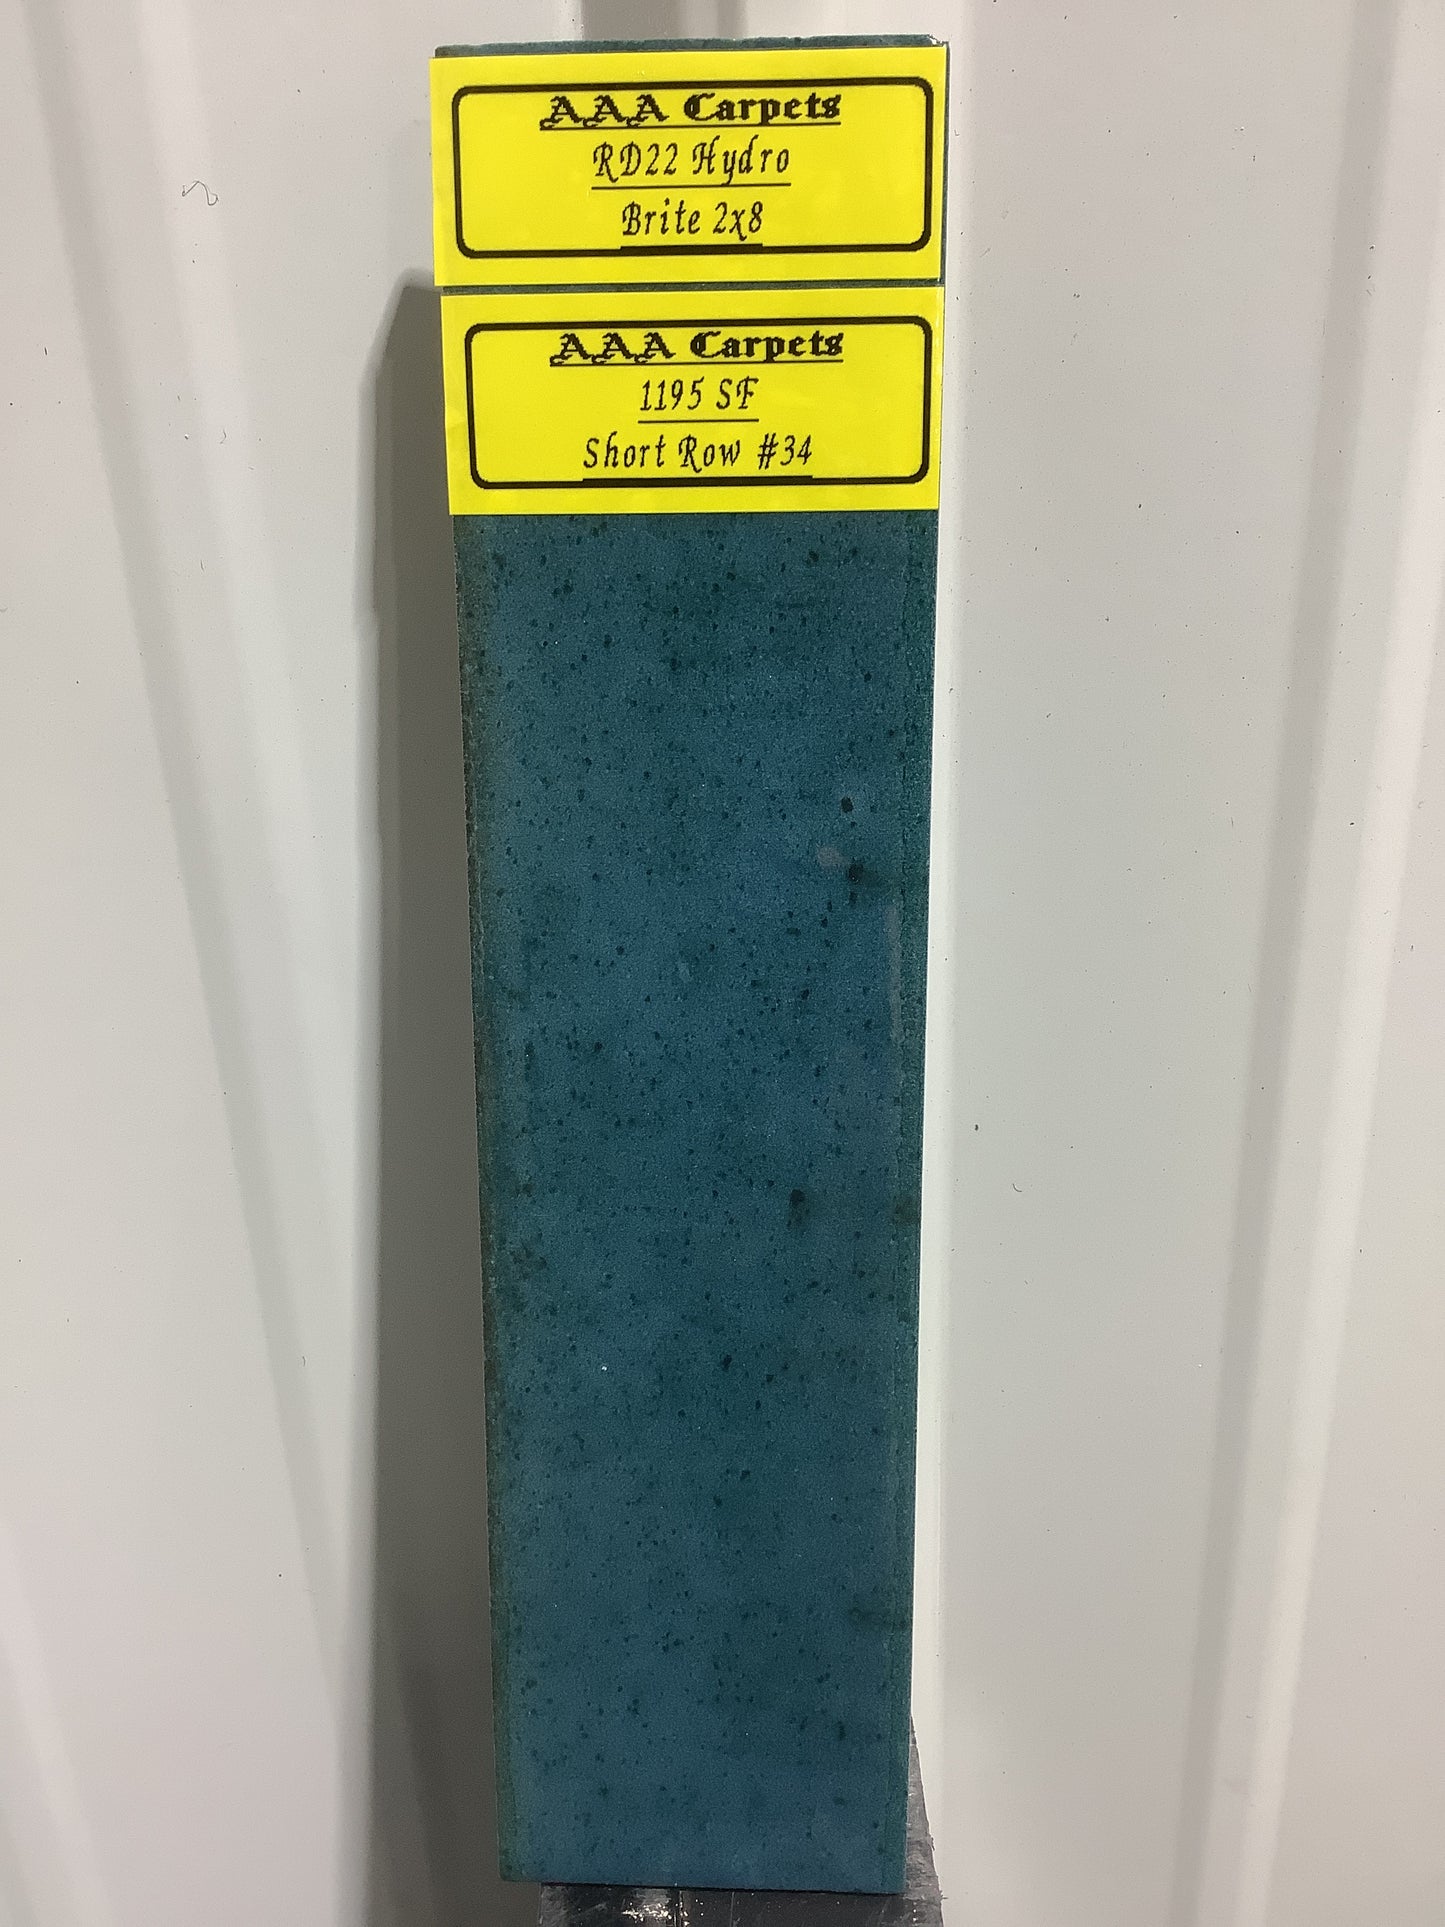 AAA Carpets
RD22 Hydro
Brite 2x8
AAA Carpets
1195 SF
Short Row #34